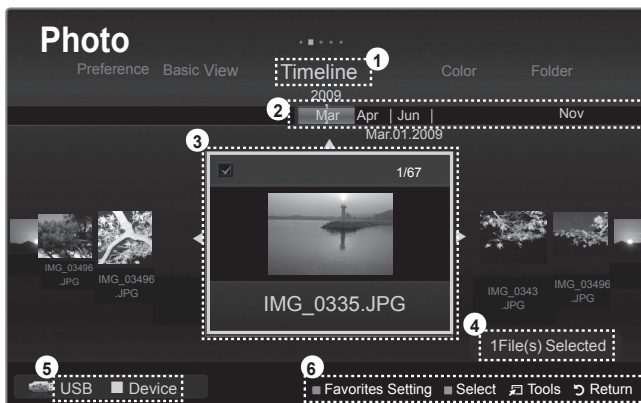 Photo
1
Preference Basic View Timeline Color Folder
2009
2
Mar Apr | Jun | Nov
Mar.01.2009
3
1/67
IMG_03496
.JPG
IMG_03496
.JPG
IMG_0335.JPG
IMG_0343
.JPG
IMG_03496
.JPG
4
1File(s) Selected
5
6
USB Device
Favorites Setting Select Tools Return